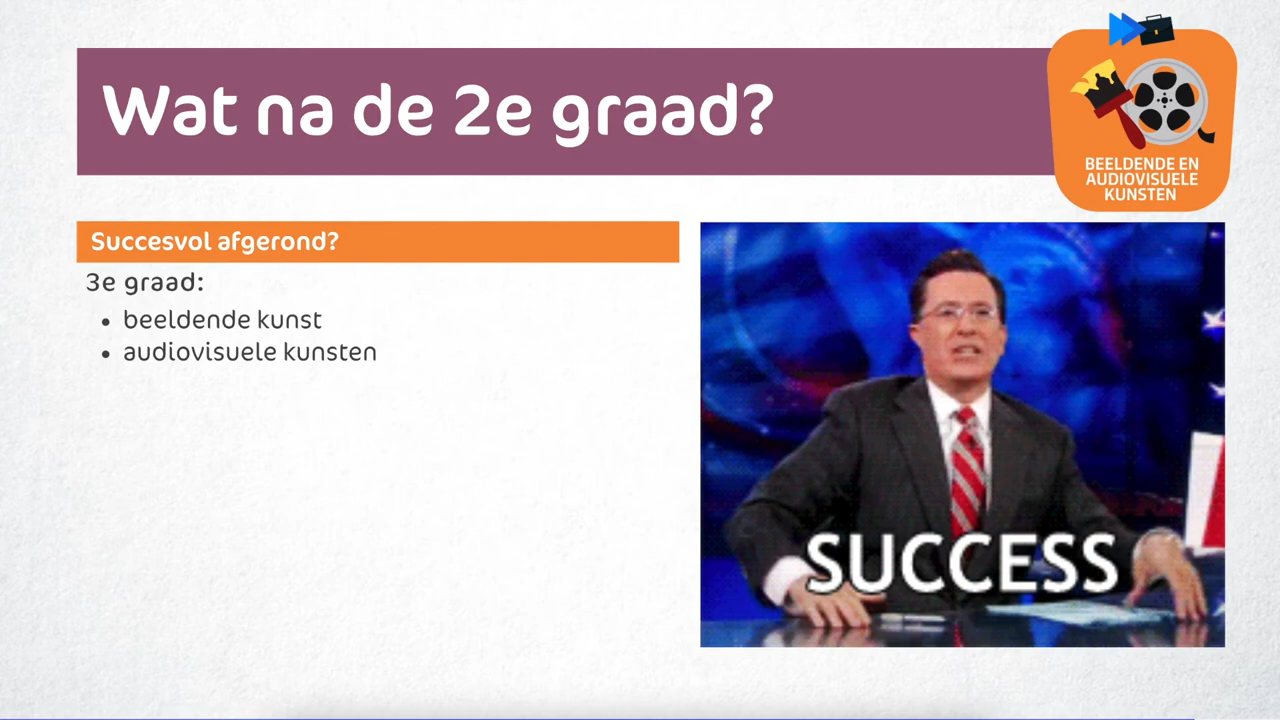 Wat na de 2e graad?
BEELDENDE EN
AUDIOVISUELE
KUNSTEN
Succesvol afgerond?
3e graad:
• beeldende kunst
• audiovisuele kunsten
SUCCESS